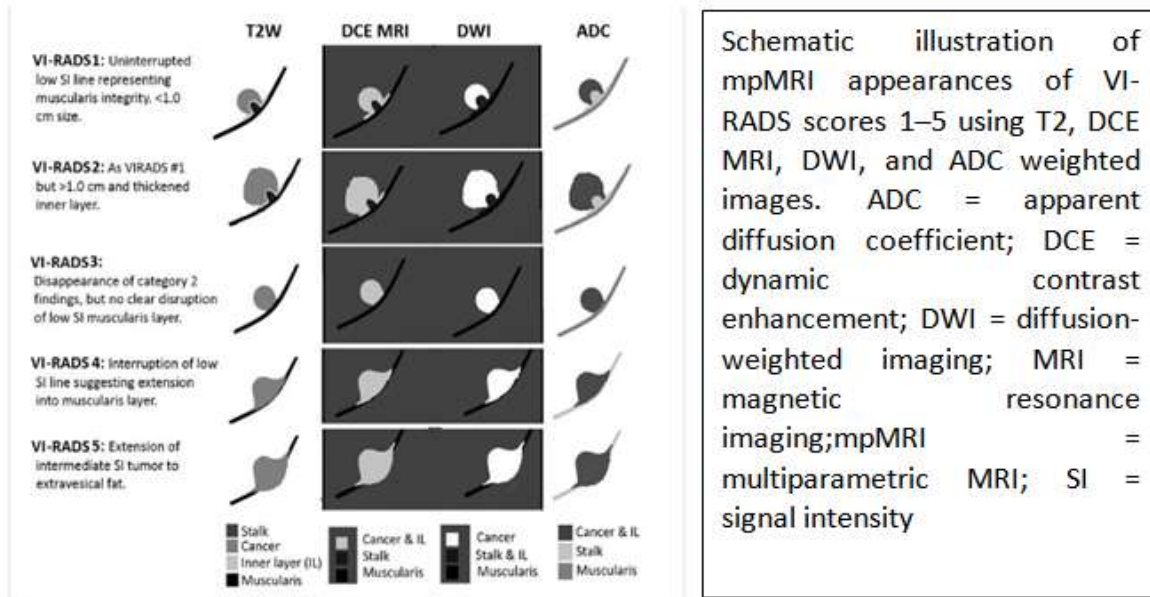 T2W DCE MRI DWI ADC
VI-RADS1: Uninterrupted
low SI line representing
muscularis integrity. <1.0
cm size.
VI-RADS2: As VIRADS #1
but >1.0 cm and thickened
inner layer.
VI-RADS3:
Disappearance of category 2
findings, but no clear disruption
of low SI muscularis layer.
VI-RADS4: Interruption of low
SI line suggesting extension
into muscularis layer.
VI-RADS5: Extension of
intermediate SI tumor to
extravesical fat.
Stalk
Cancer
Inner layer (IL)
Muscularis
Cancer & IL
Stalk
Muscularis
Cancer
Stalk & IL
Muscularis
Cancer & IL
Stalk
Muscularis
Schematic illustration of
mpMRI appearances of VI-
RADS scores 1–5 using T2, DCE
MRI, DWI, and ADC weighted
images. ADC = apparent
diffusion coefficient; DCE =
dynamic contrast
enhancement; DWI = diffusion-
weighted imaging; MRI =
magnetic resonance
imaging;mpMRI =
multiparametric MRI; SI =
signal intensity